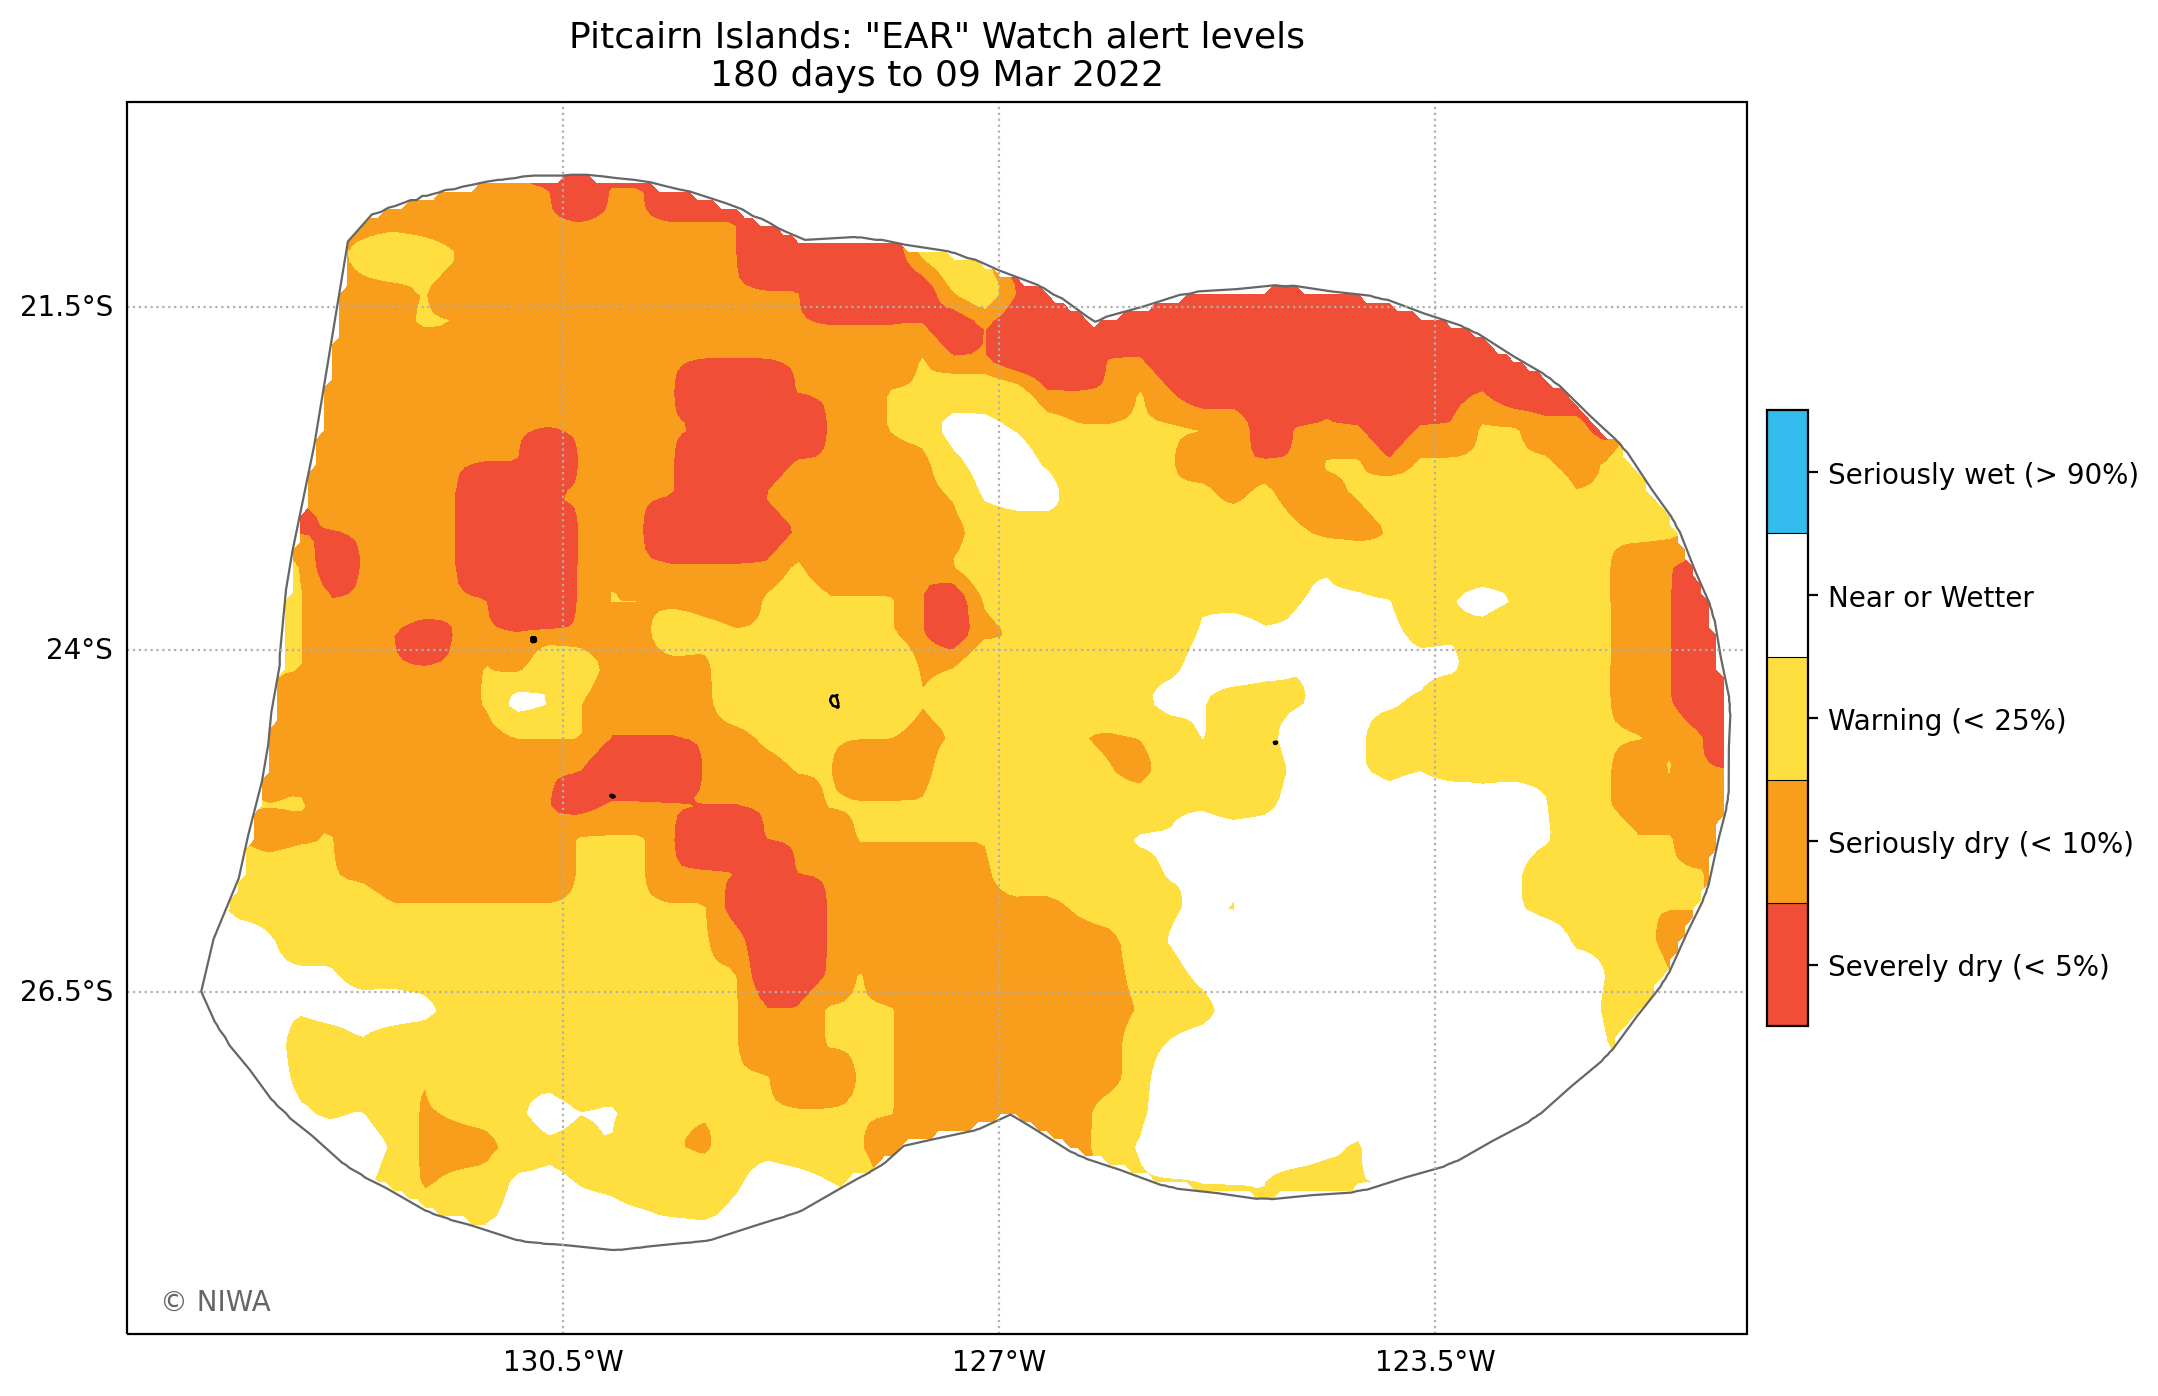 Pitcairn Islands: "EAR" Watch alert levels
180 days to 09 Mar 2022
21.5°S
24°S
26.5°S
130.5°W
127°W
123.5°W
Seriously wet (> 90%)
Near or Wetter
Warning (< 25%)
Seriously dry (< 10%)
Severely dry (< 5%)
© NIWA